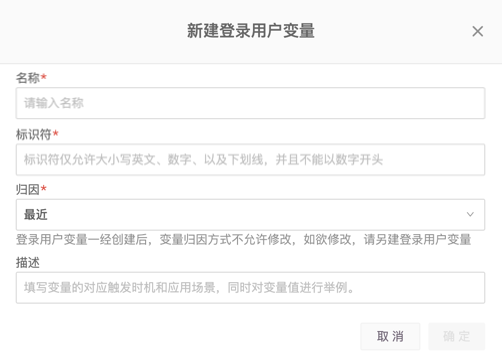 新建登录用户变量
名称*
请输入名称
标识符*
标识符仅允许大小写英文、数字、以及下划线，并且不能以数字开头
归因*
最近
登录用户变量一经创建后，变量归因方式不允许修改，如欲修改，请另建登录用户变量
描述
填写变量的对应触发时机和应用场景，同时对变量值进行举例。
取 消
确 定